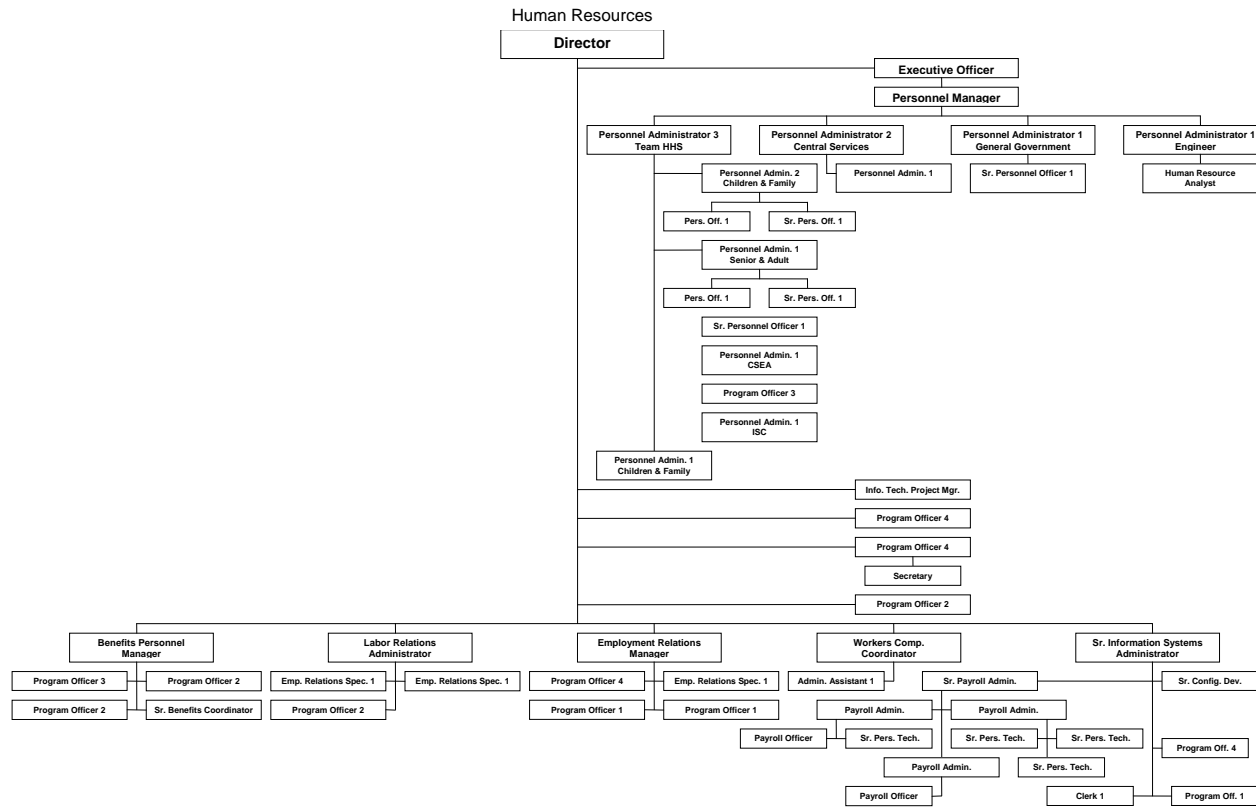 Human Resources
Director
Executive Officer
Personnel Manager
Personnel Administrator 3
Team HHS
Personnel Administrator 2
Central Services
Personnel Administrator 1
General Government
Personnel Administrator 1
Engineer
Personnel Admin. 2
Children & Family
Personnel Admin. 1
Sr. Personnel Officer 1
Human Resource
Analyst
Pers. Off. 1
Sr. Pers. Off. 1
Personnel Admin. 1
Senior & Adult
Pers. Off. 1
Sr. Pers. Off. 1
Sr. Personnel Officer 1
Personnel Admin. 1
CSEA
Program Officer 3
Personnel Admin. 1
ISC
Personnel Admin. 1
Children & Family
Info. Tech. Project Mgr.
Program Officer 4
Program Officer 4
Secretary
Program Officer 2
Benefits Personnel
Manager
Labor Relations
Administrator
Employment Relations
Manager
Workers Comp.
Coordinator
Sr. Information Systems
Administrator
Program Officer 3
Program Officer 2
Emp. Relations Spec. 1
Emp. Relations Spec. 1
Program Officer 4
Emp. Relations Spec. 1
Admin. Assistant 1
Sr. Payroll Admin.
Sr. Config. Dev.
Program Officer 2
Sr. Benefits Coordinator
Program Officer 2
Program Officer 1
Program Officer 1
Payroll Admin.
Payroll Admin.
Payroll Officer
Sr. Pers. Tech.
Sr. Pers. Tech.
Sr. Pers. Tech.
Program Off. 4
Payroll Admin.
Sr. Pers. Tech.
Payroll Officer
Clerk 1
Program Off. 1